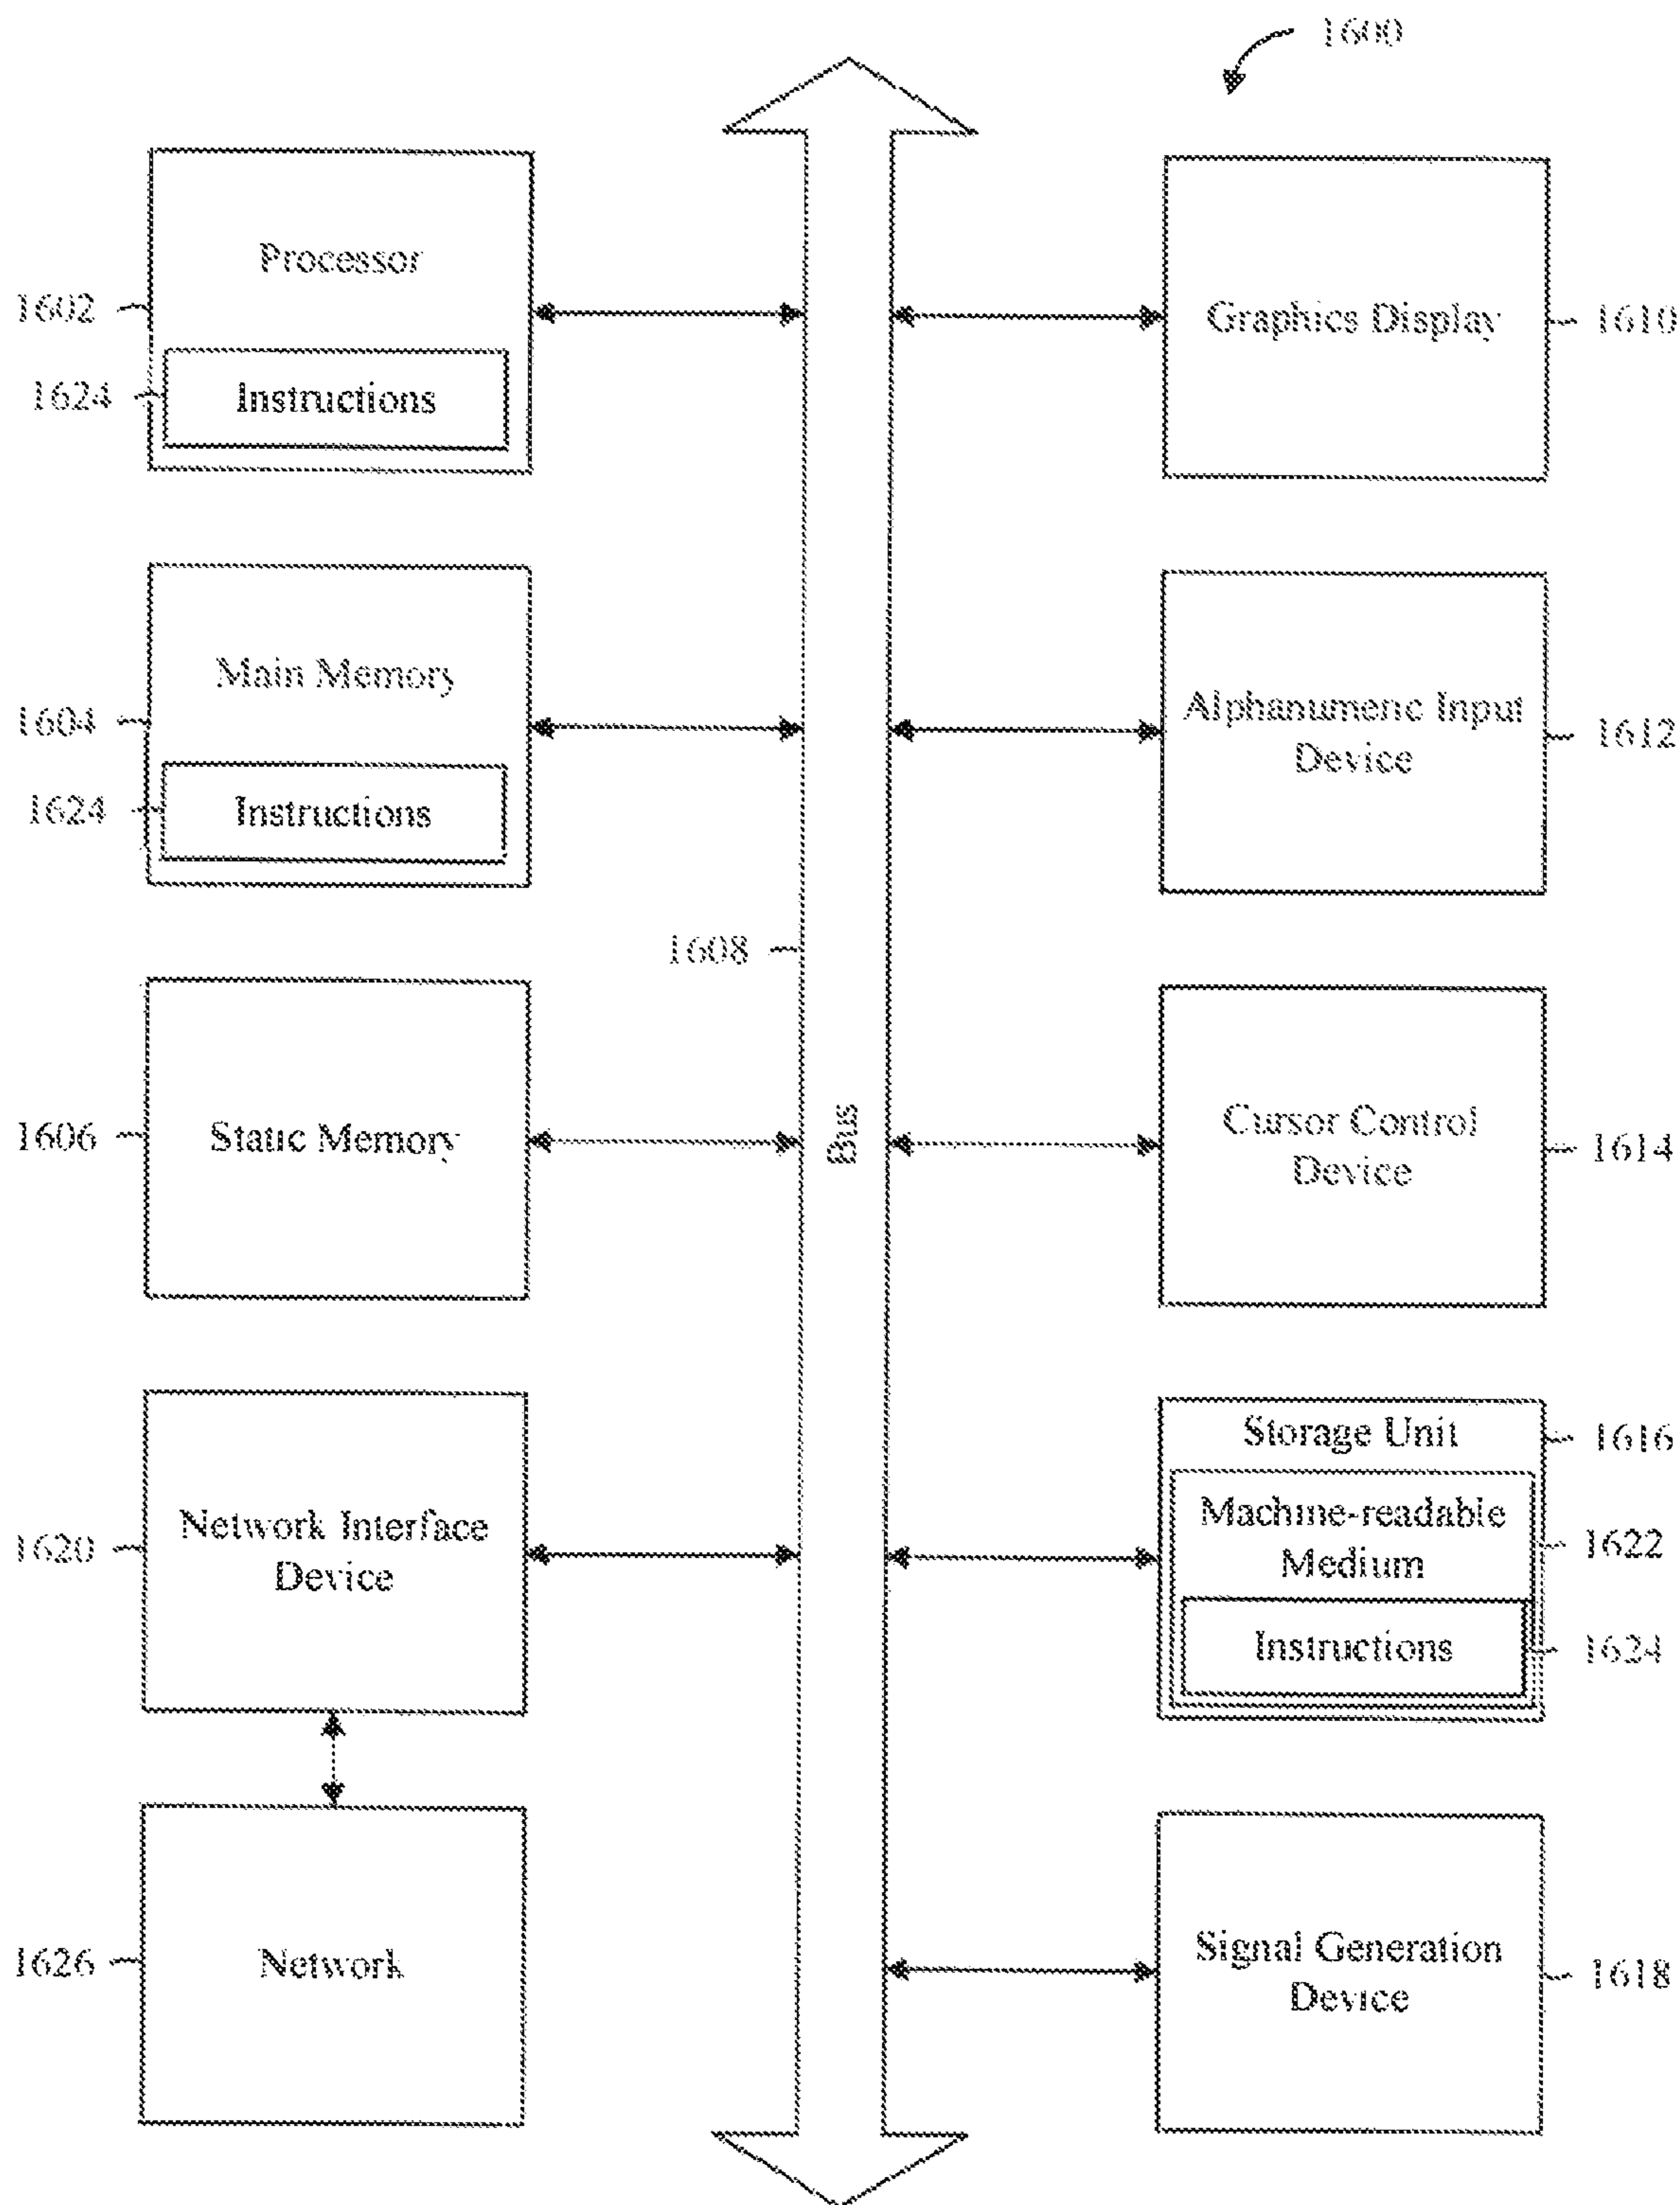 1600
Processor
1602
1624
Instructions
Graphics Display
1610
Main Memory
1604
1624
Instructions
Alphanumeric Input
Device
1612
1608
Static Memory
1606
Bus
Cursor Control
Device
1614
Network Interface
Device
1620
Storage Unit
1616
Machine-readable
Medium
1622
Instructions
1624
Network
1626
Signal Generation
Device
1618